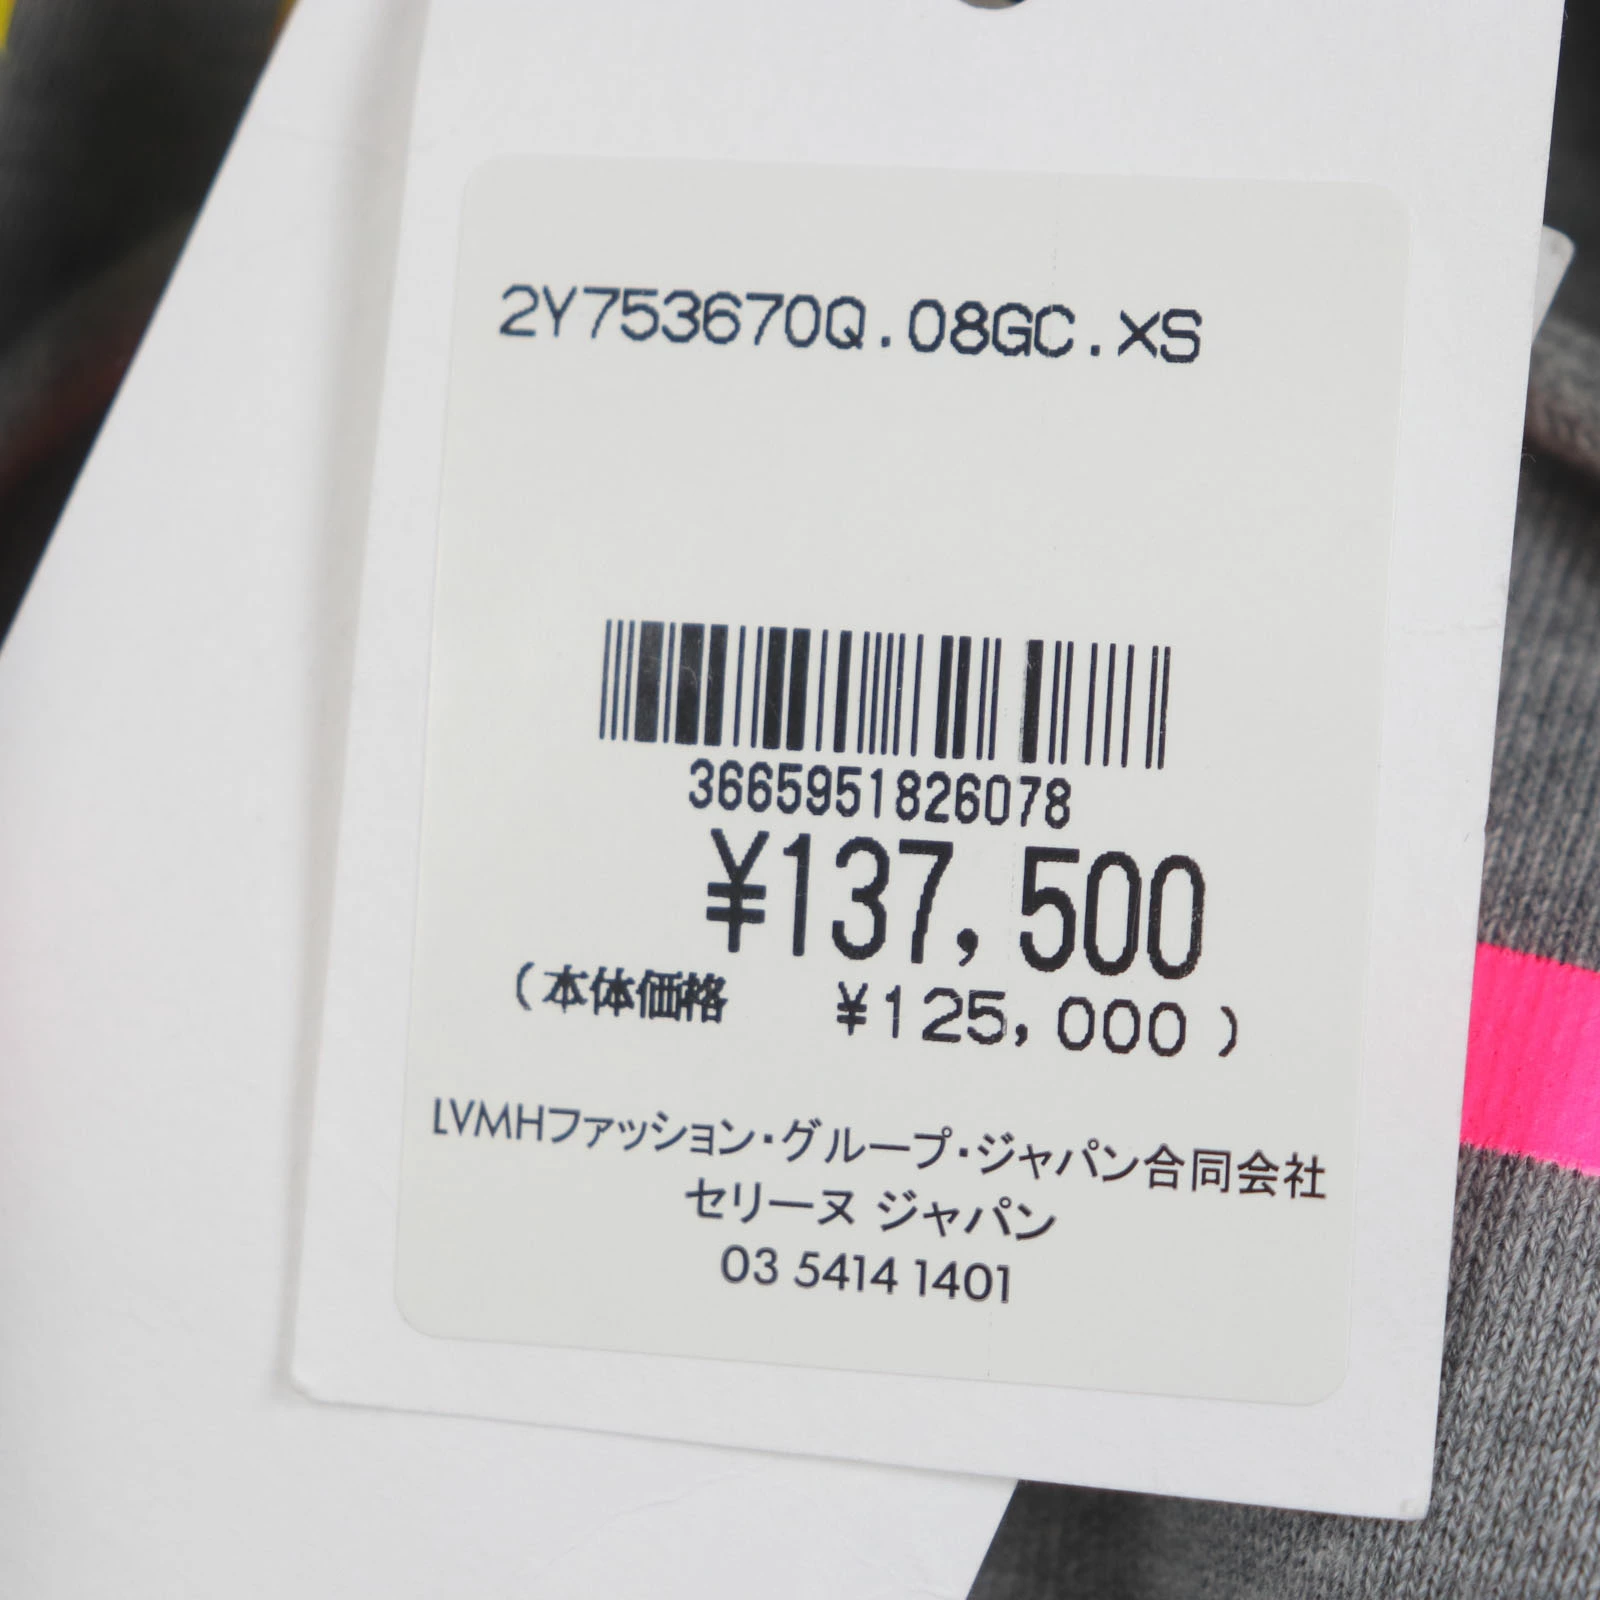 2Y753670Q.08GC.XS
3665951826078
¥137,500
(本体価格 ¥125,000)
LVMHファッション・グループ・ジャパン合同会社
セリーヌ ジャパン
03 5414 1401